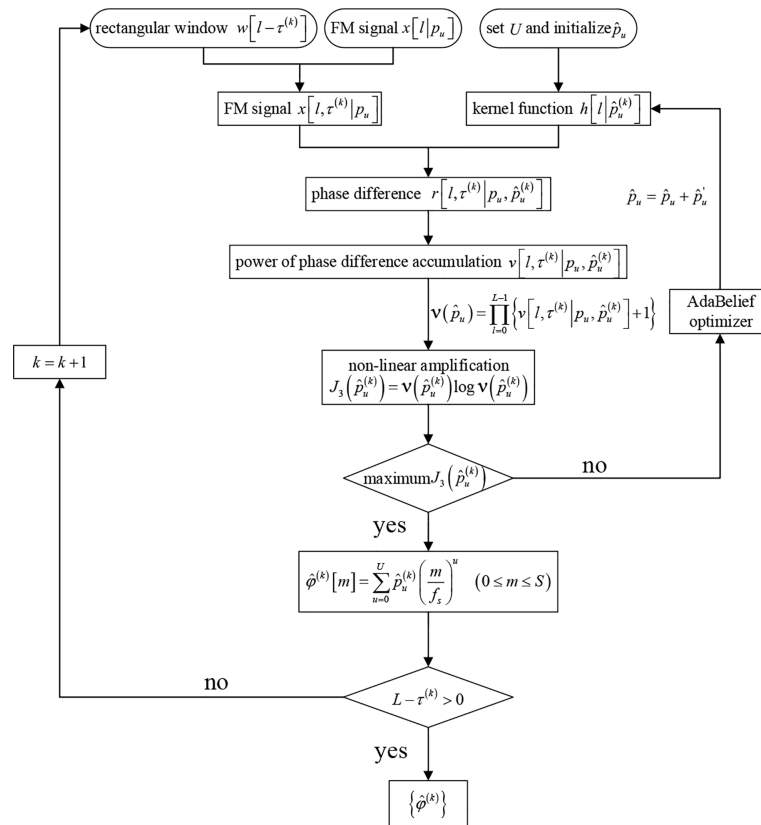 rectangular window w[l−τ^(k)]
FM signal x[l|p_u]
set U and initialize p̂_u
FM signal x[l,τ^(k)|p_u]
kernel function h[l|p̂_u^(k)]
phase difference r[l,τ^(k)|p_u,p̂_u^(k)]
p̂_u = p̂_u + p̂_u'
power of phase difference accumulation v[l,τ^(k)|p_u,p̂_u^(k)]
v(p̂_u) = ∏_{l=0}^{L−1} {v[l,τ^(k)|p_u,p̂_u^(k)]+1}
AdaBelief
optimizer
k = k+1
non-linear amplification
J_3(p̂_u^(k)) = v(p̂_u^(k)) log v(p̂_u^(k))
maximum J_3(p̂_u^(k))
no
yes
φ̂^(k)[m] = ∑_{u=0}^{U} p̂_u^(k) (m/f_s)^u (0 ≤ m ≤ S)
no
L − τ^(k) > 0
yes
{φ̂^(k)}